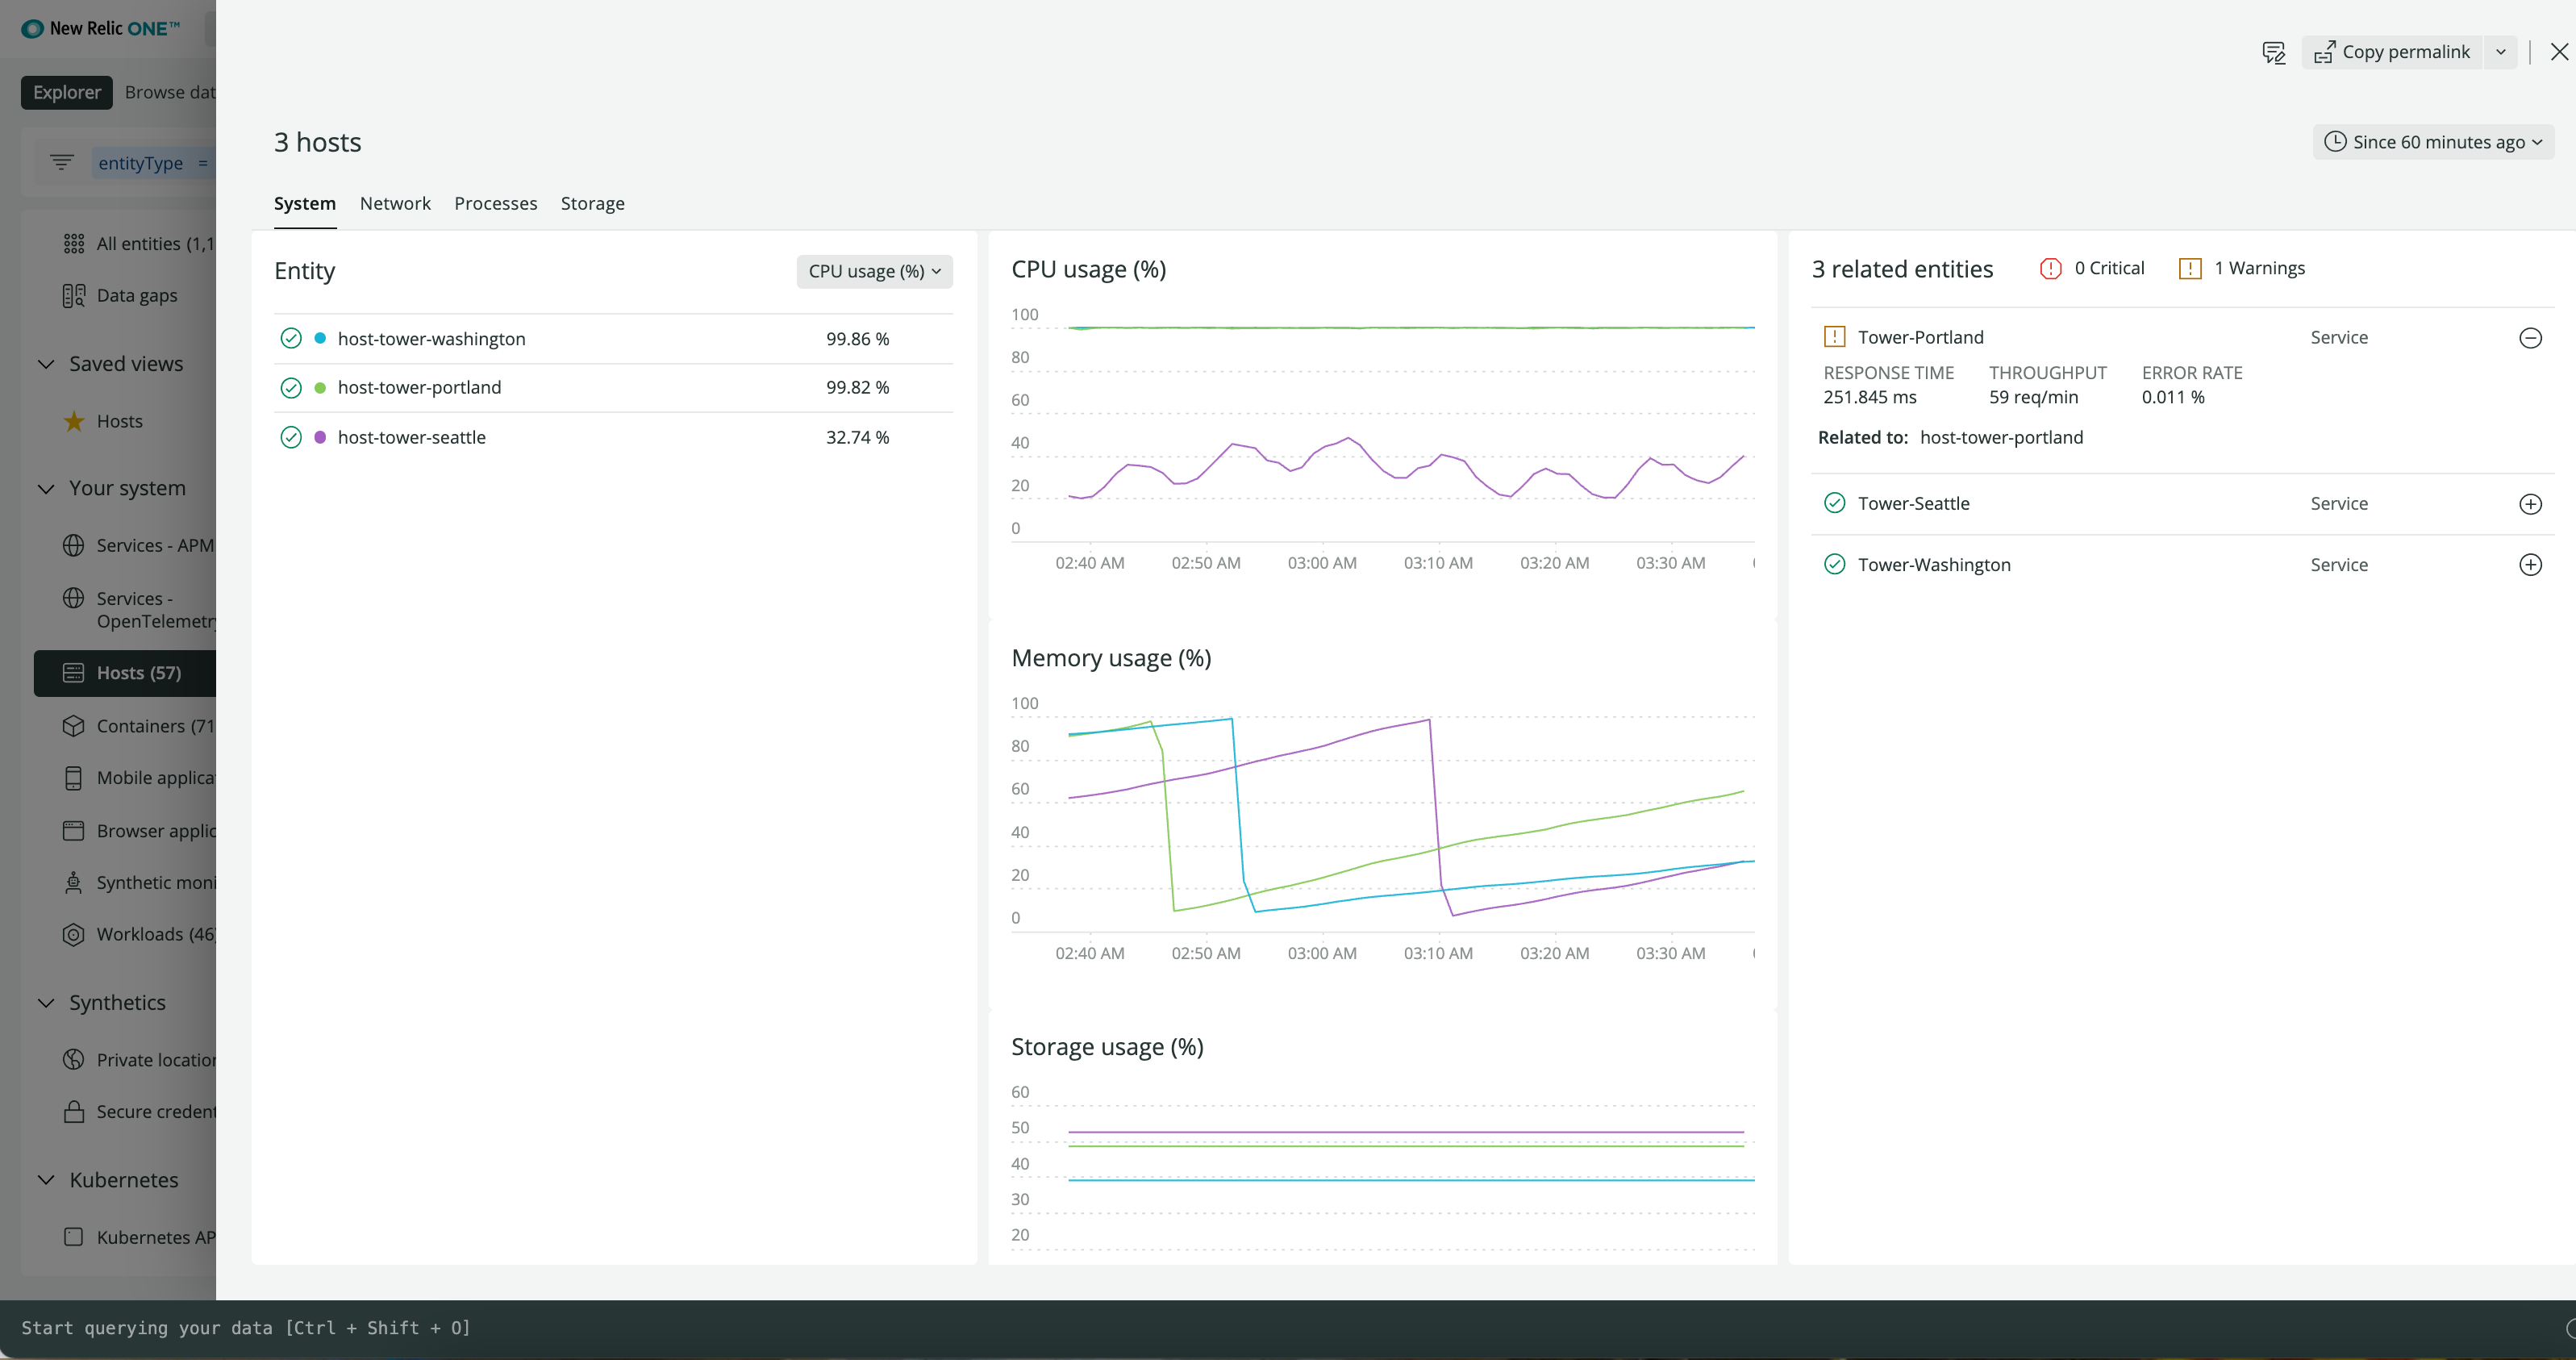 New Relic ONE™
Explorer
Browse dat
entityType =
All entities (1,1
Data gaps
Saved views
Hosts
Your system
Services - APM
Services -
OpenTelemetry
Hosts (57)
Containers (71
Mobile applica
Browser applic
Synthetic moni
Workloads (46)
Synthetics
Private location
Secure credent
Kubernetes
Kubernetes AP
Copy permalink
3 hosts
Since 60 minutes ago
System Network Processes Storage
Entity
CPU usage (%)
host-tower-washington 99.86 %
host-tower-portland 99.82 %
host-tower-seattle 32.74 %
CPU usage (%)
100
80
60
40
20
0
02:40 AM 02:50 AM 03:00 AM 03:10 AM 03:20 AM 03:30 AM
Memory usage (%)
100
80
60
40
20
0
02:40 AM 02:50 AM 03:00 AM 03:10 AM 03:20 AM 03:30 AM
Storage usage (%)
60
50
40
30
20
3 related entities 0 Critical 1 Warnings
Tower-Portland Service
RESPONSE TIME THROUGHPUT ERROR RATE
251.845 ms 59 req/min 0.011 %
Related to: host-tower-portland
Tower-Seattle Service
Tower-Washington Service
Start querying your data [Ctrl + Shift + O]